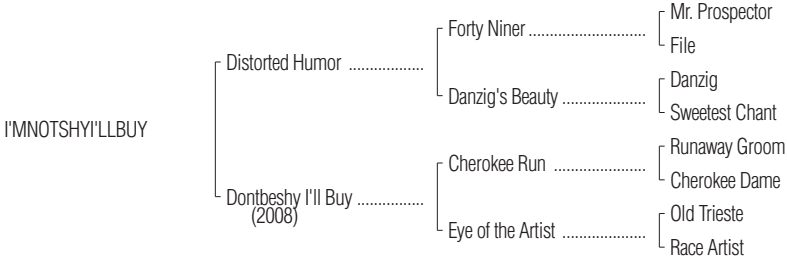 Mr. Prospector
Forty Niner ............................
File
Distorted Humor ..................
Danzig
Danzig's Beauty ....................
Sweetest Chant
I'MNOTSHYI'LLBUY
Runaway Groom
Cherokee Run ......................
Cherokee Dame
Dontbeshy I'll Buy ................
(2008)
Old Trieste
Eye of the Artist ....................
Race Artist